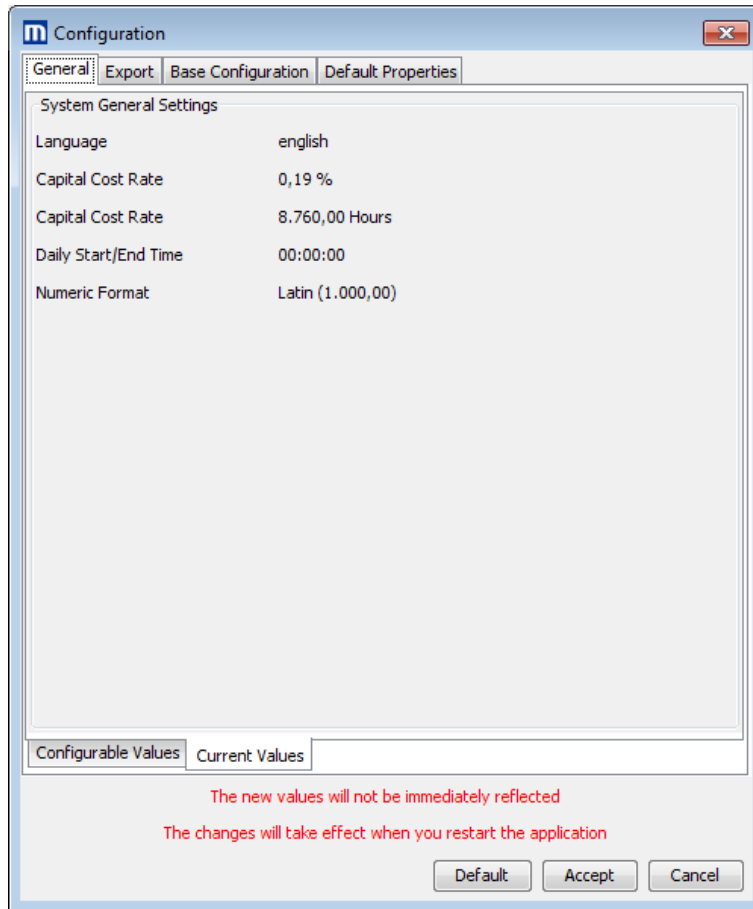 m Configuration
General Export Base Configuration Default Properties
System General Settings
Language english
Capital Cost Rate 0,19 %
Capital Cost Rate 8.760,00 Hours
Daily Start/End Time 00:00:00
Numeric Format Latin (1.000,00)
Configurable Values Current Values
The new values will not be immediately reflected
The changes will take effect when you restart the application
Default Accept Cancel